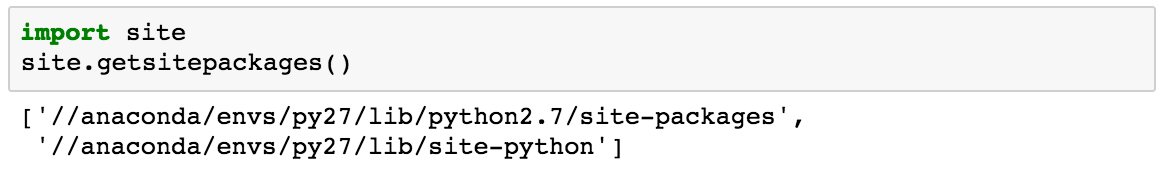 import site
site.getsitepackages()
['//anaconda/envs/py27/lib/python2.7/site-packages',
 '//anaconda/envs/py27/lib/site-python']